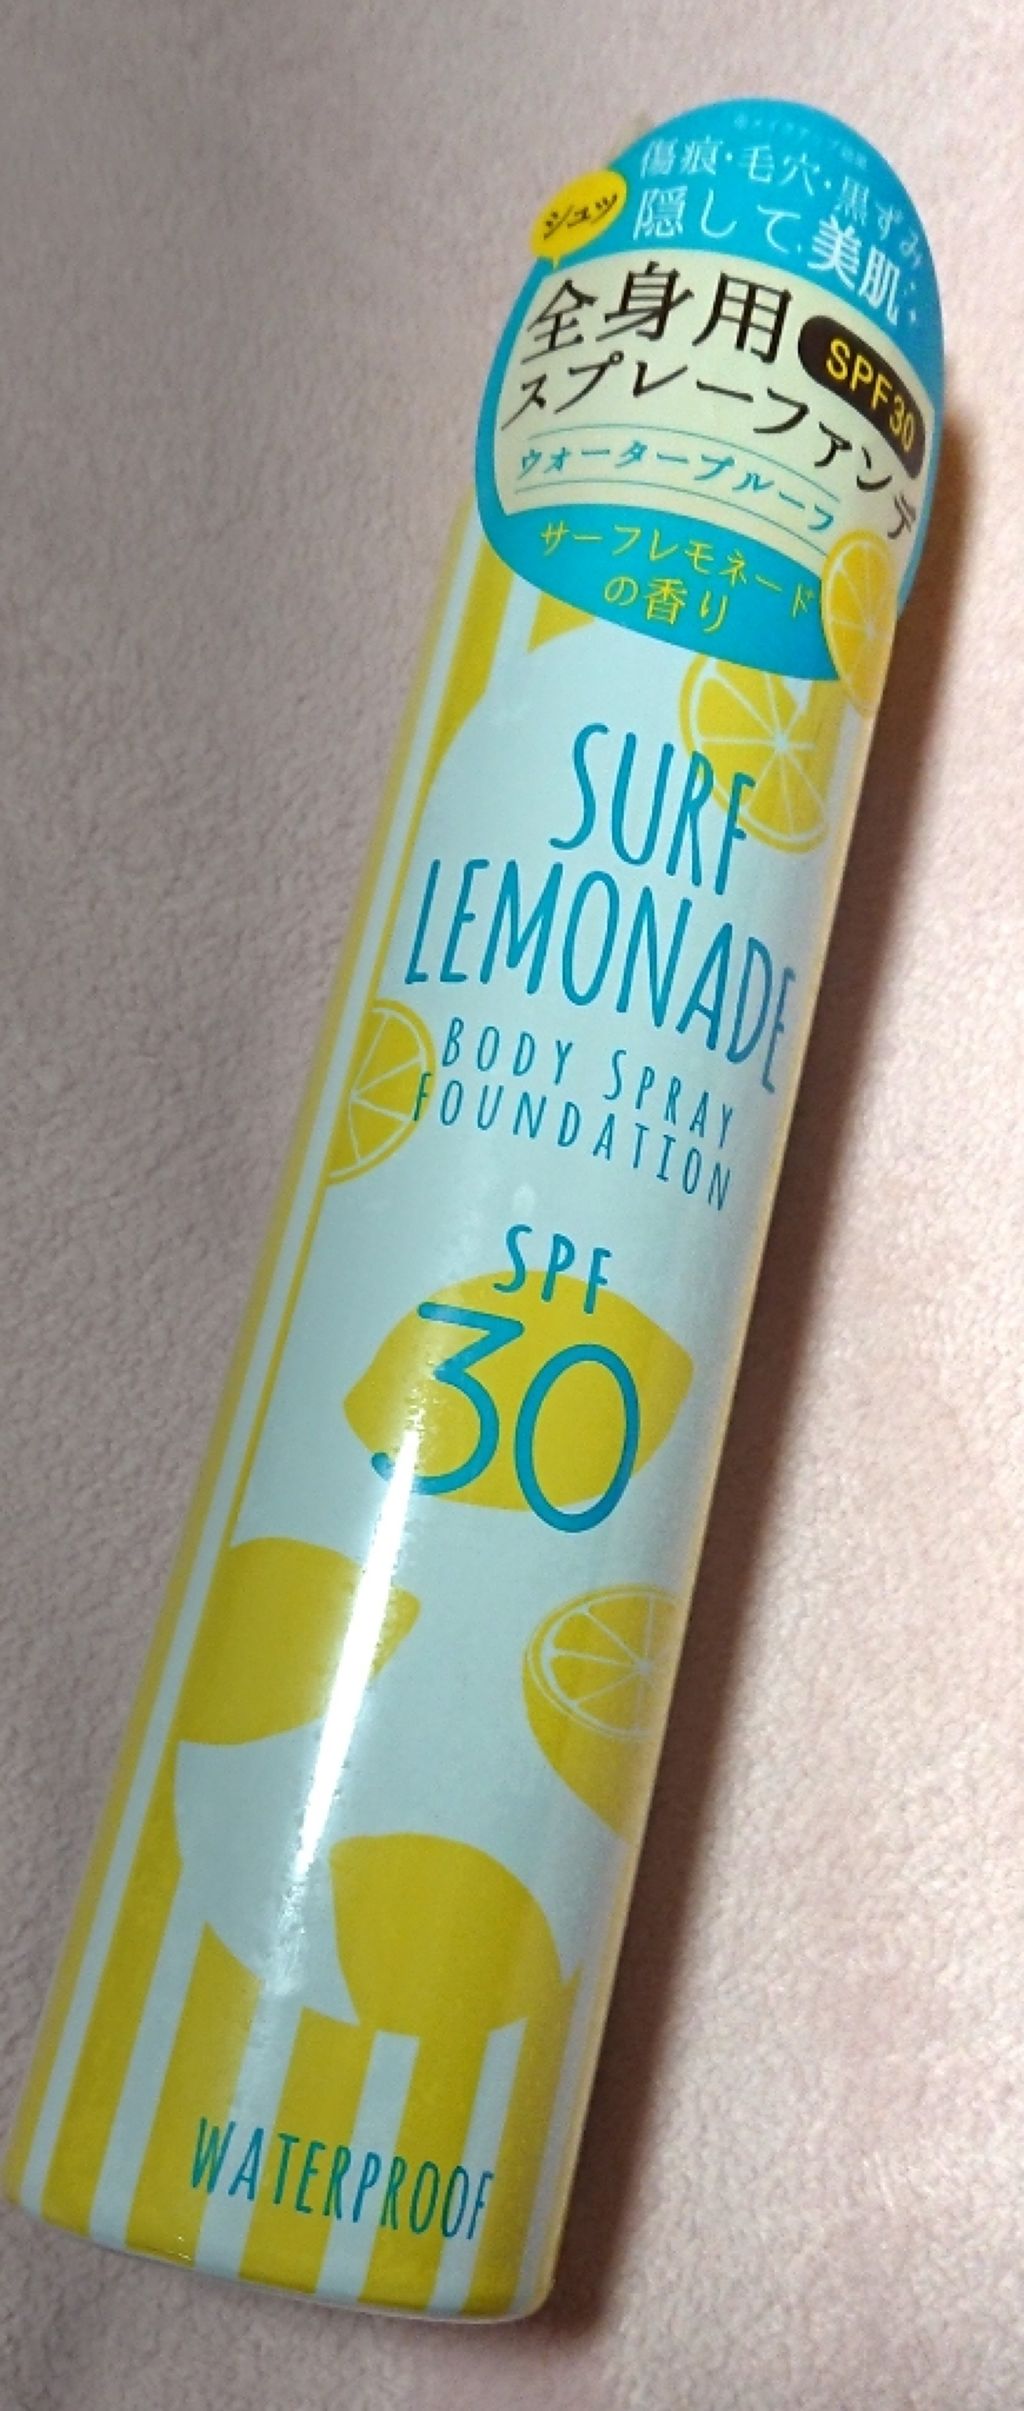 ※メイクアップ効果
傷痕・毛穴・黒ずみ
隠して、美肌
シュッ
全身用
SPF30
スプレーファンデ
ウォータープルーフ
サーフレモネード
の香り
SURF
LEMONADE
BODY SPRAY
FOUNDATION
SPF
30
WATERPROOF